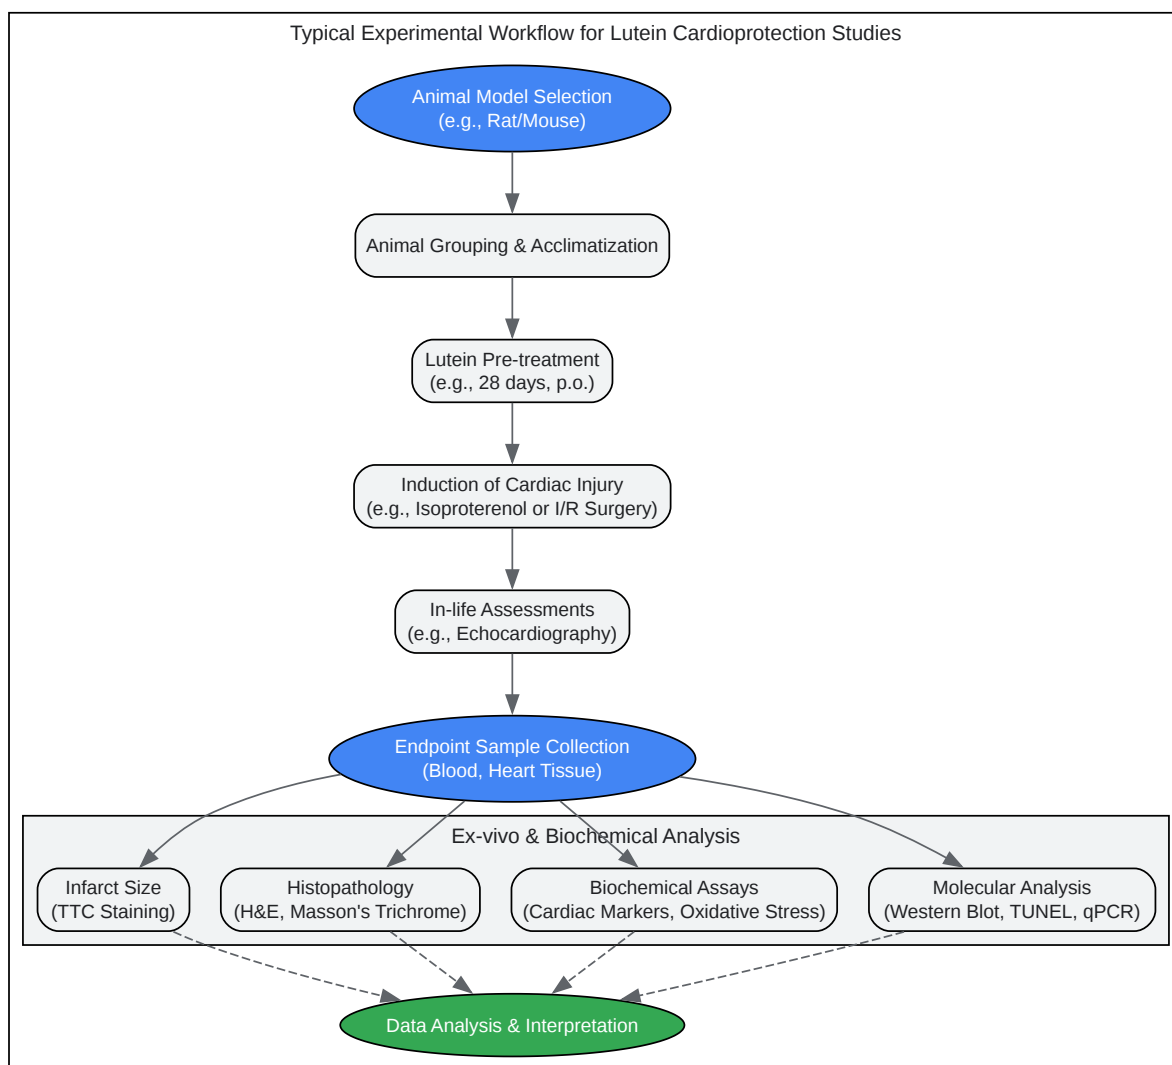 Typical Experimental Workflow for Lutein Cardioprotection Studies
Animal Model Selection
(e.g., Rat/Mouse)
Animal Grouping & Acclimatization
Lutein Pre-treatment
(e.g., 28 days, p.o.)
Induction of Cardiac Injury
(e.g., Isoproterenol or I/R Surgery)
In-life Assessments
(e.g., Echocardiography)
Endpoint Sample Collection
(Blood, Heart Tissue)
Ex-vivo & Biochemical Analysis
Infarct Size
(TTC Staining)
Histopathology
(H&E, Masson's Trichrome)
Biochemical Assays
(Cardiac Markers, Oxidative Stress)
Molecular Analysis
(Western Blot, TUNEL, qPCR)
Data Analysis & Interpretation